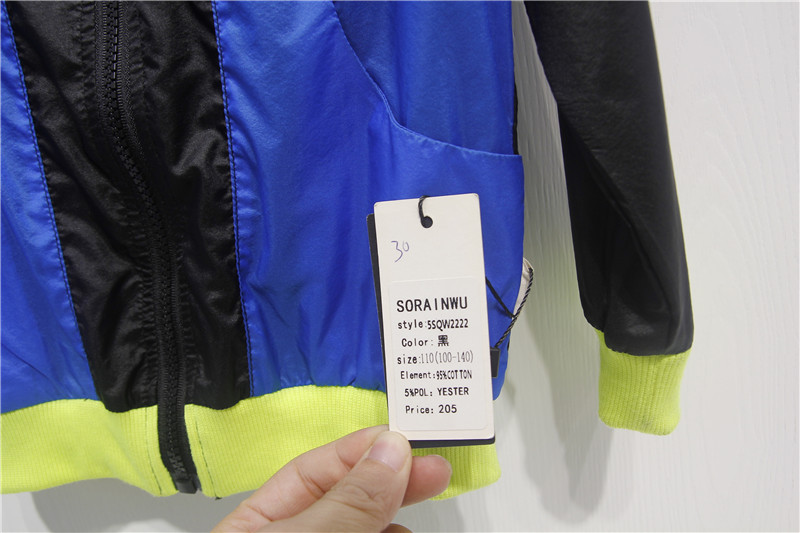 30
SORAINWU
style:5SQW2222
Color: 黑
size:110(100-140)
Element:95%COTTON
5%POL: YESTER
Price: 205